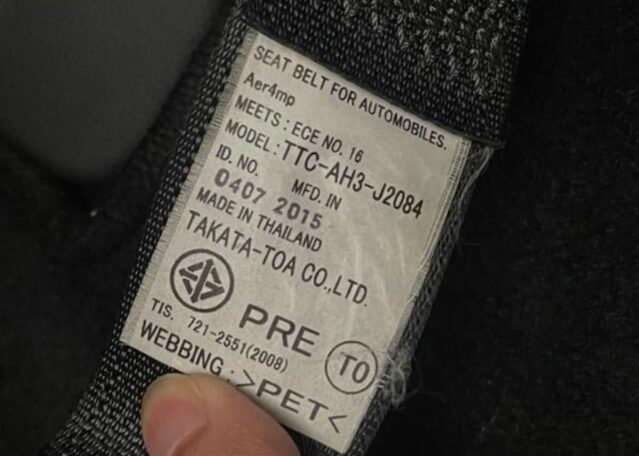 SEAT BELT FOR AUTOMOBILES.
Aer4mp
MEETS : ECE NO. 16
MODEL: TTC-AH3-J2084
ID. NO. MFD. IN
0407 2015
MADE IN THAILAND
TAKATA-TOA CO.,LTD.
PRE TO
TIS. 721-2551(2008)
WEBBING : >PET<